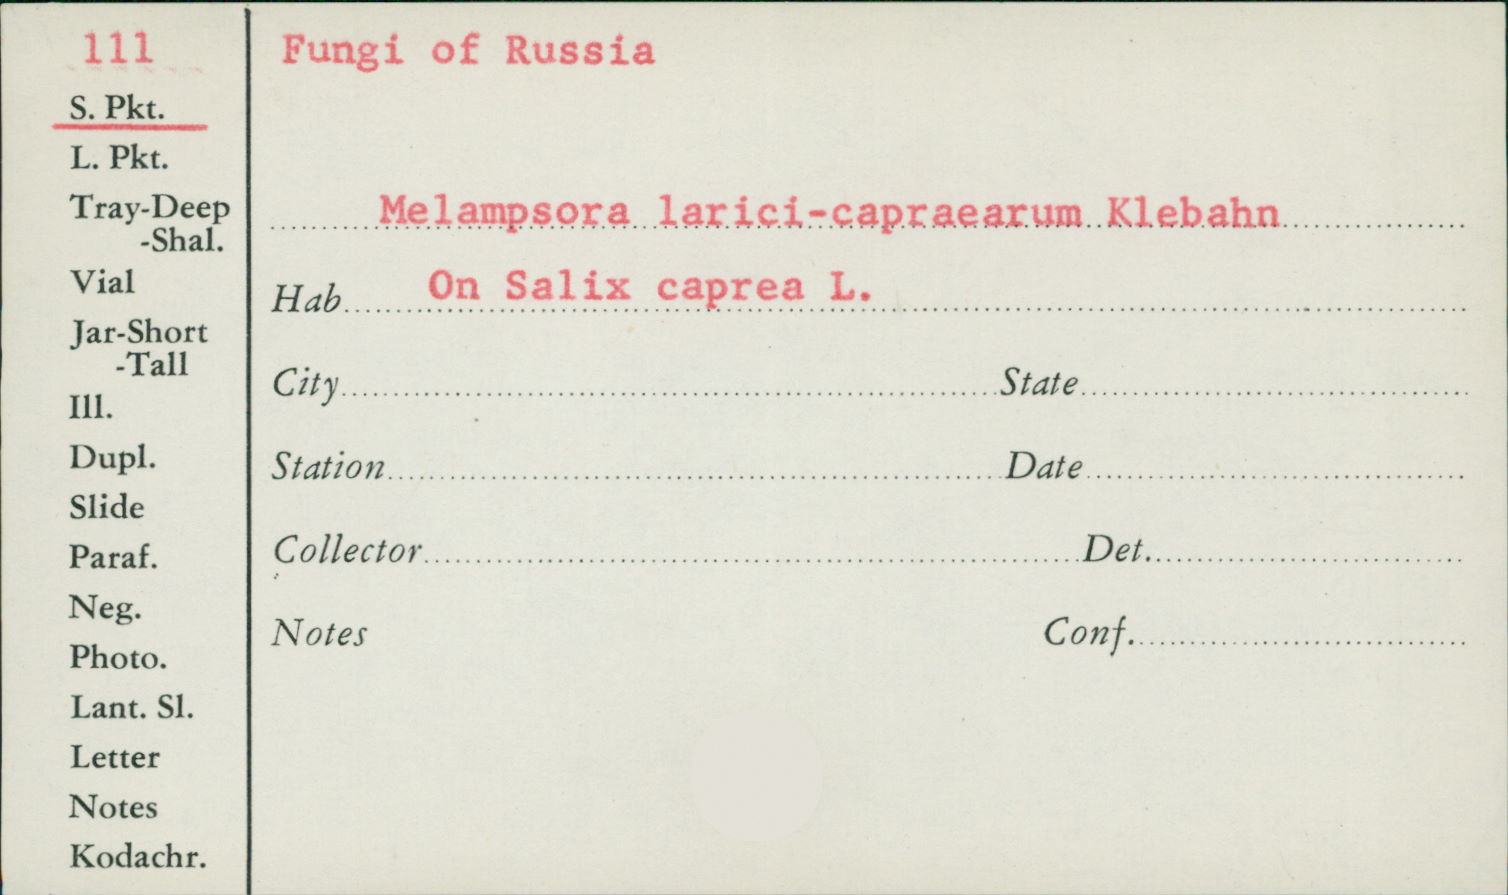 111
S. Pkt.
L. Pkt.
Tray-Deep
-Shal.
Vial
Jar-Short
-Tall
Ill.
Dupl.
Slide
Paraf.
Neg.
Photo.
Lant. Sl.
Letter
Notes
Kodachr.
Fungi of Russia
Melampsora larici-capraearum Klebahn
Hab On Salix caprea L.
City State
Station Date
Collector Det.
Notes Conf.